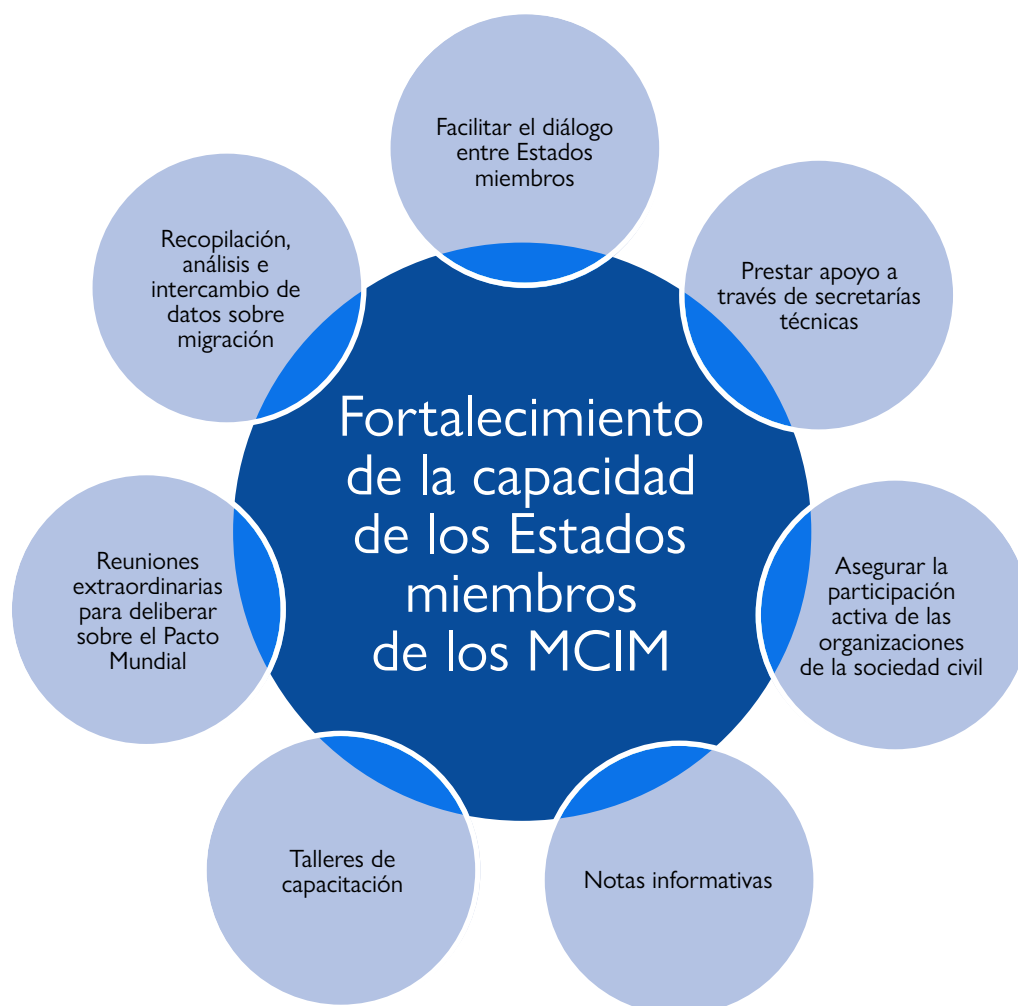 Facilitar el diálogo
entre Estados
miembros
Prestar apoyo a
través de secretarías
técnicas
Asegurar la
participación
activa de las
organizaciones
de la sociedad civil
Notas informativas
Talleres de
capacitación
Reuniones
extraordinarias
para deliberar
sobre el Pacto
Mundial
Recopilación,
análisis e
intercambio de
datos sobre
migración
Fortalecimiento
de la capacidad
de los Estados
miembros
de los MCIM